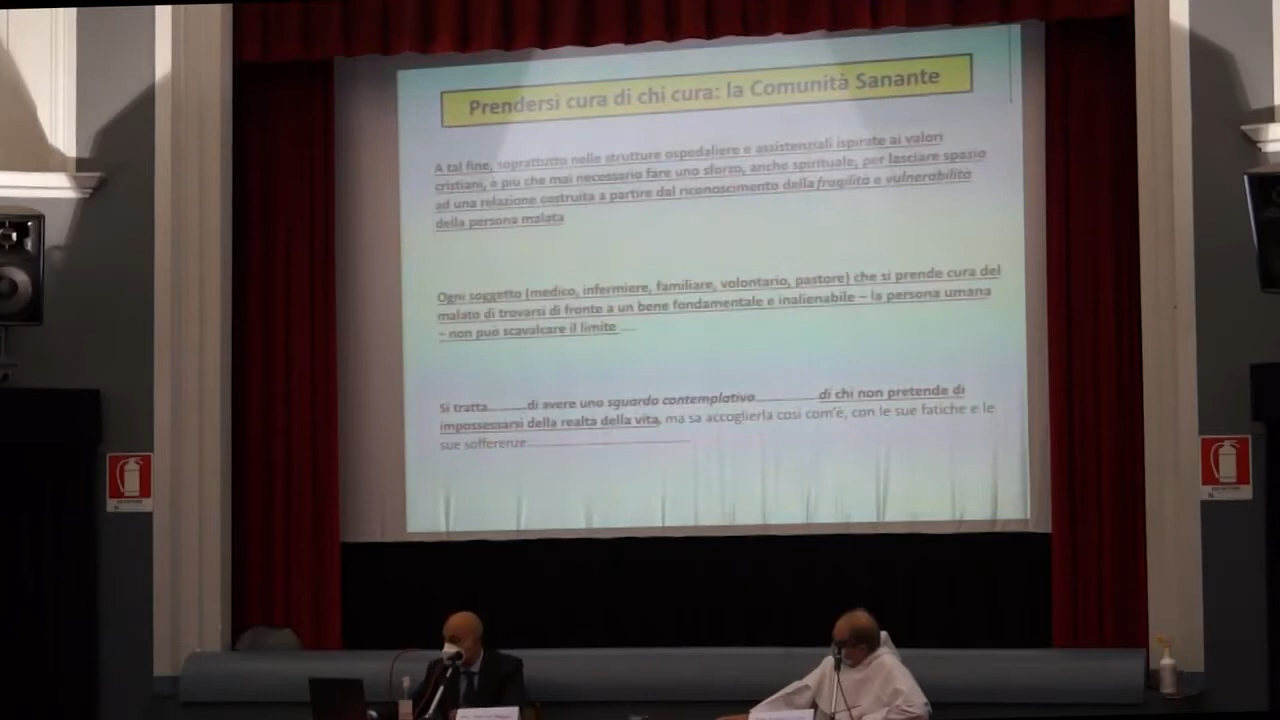 Prendersi cura di chi cura: la Comunità Sanante
A tal fine, soprattutto nelle strutture ospedaliere e assistenziali ispirate ai valori
cristiani, è più che mai necessario fare uno sforzo, anche spirituale, per lasciare spazio
ad una relazione costruita a partire dal riconoscimento della fragilità e vulnerabilità
della persona malata
Ogni soggetto (medico, infermiere, familiare, volontario, pastore) che si prende cura del
malato di trovarsi di fronte a un bene fondamentale e inalienabile – la persona umana
– non può scavalcare il limite ....
Si tratta.........di avere uno sguardo contemplativo..............di chi non pretende di
impossessarsi della realtà della vita, ma sa accoglierla così com'è, con le sue fatiche e le
sue sofferenze